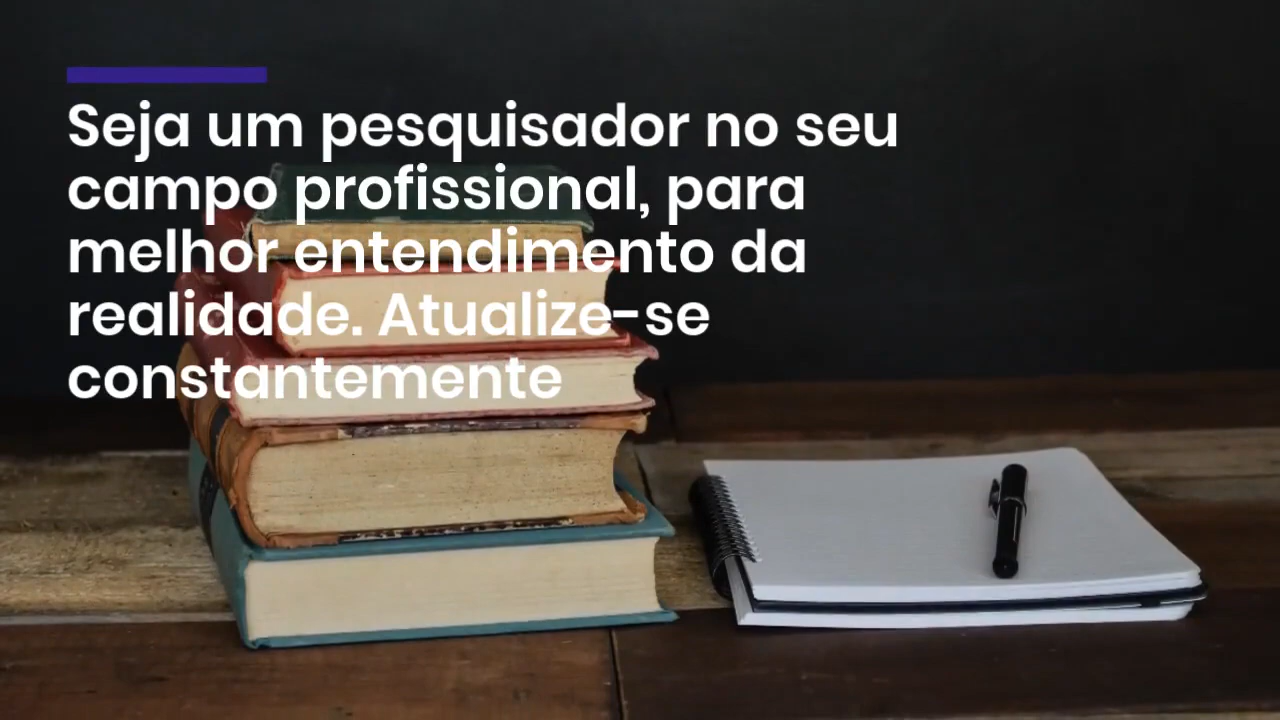 Seja um pesquisador no seu
campo profissional, para
melhor entendimento da
realidade. Atualize-se
constantemente